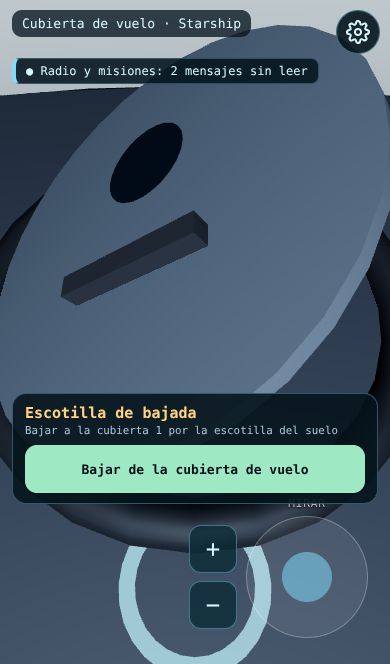 Cubierta de vuelo · Starship
● Radio y misiones: 2 mensajes sin leer
Escotilla de bajada
Bajar a la cubierta 1 por la escotilla del suelo
Bajar de la cubierta de vuelo
MIRAR
+
−